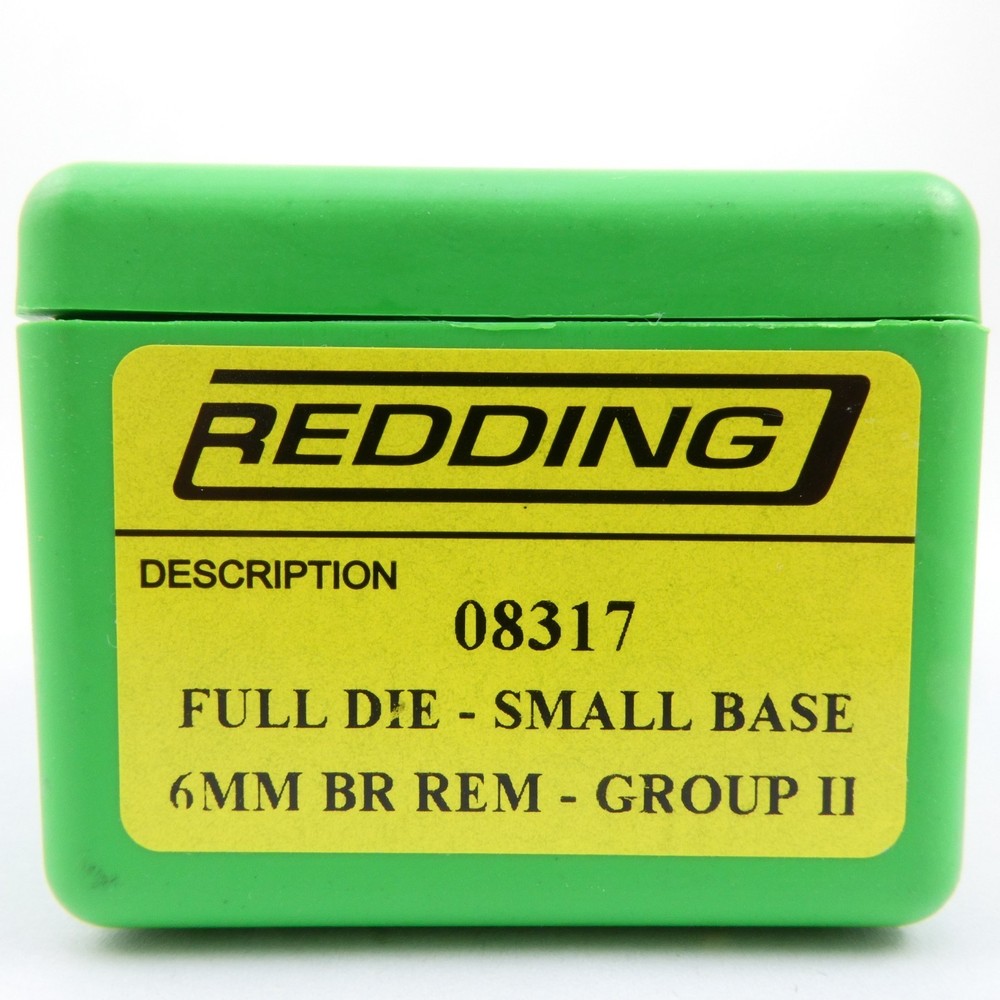 REDDING
DESCRIPTION
08317
FULL DIE - SMALL BASE
6MM BR REM - GROUP II